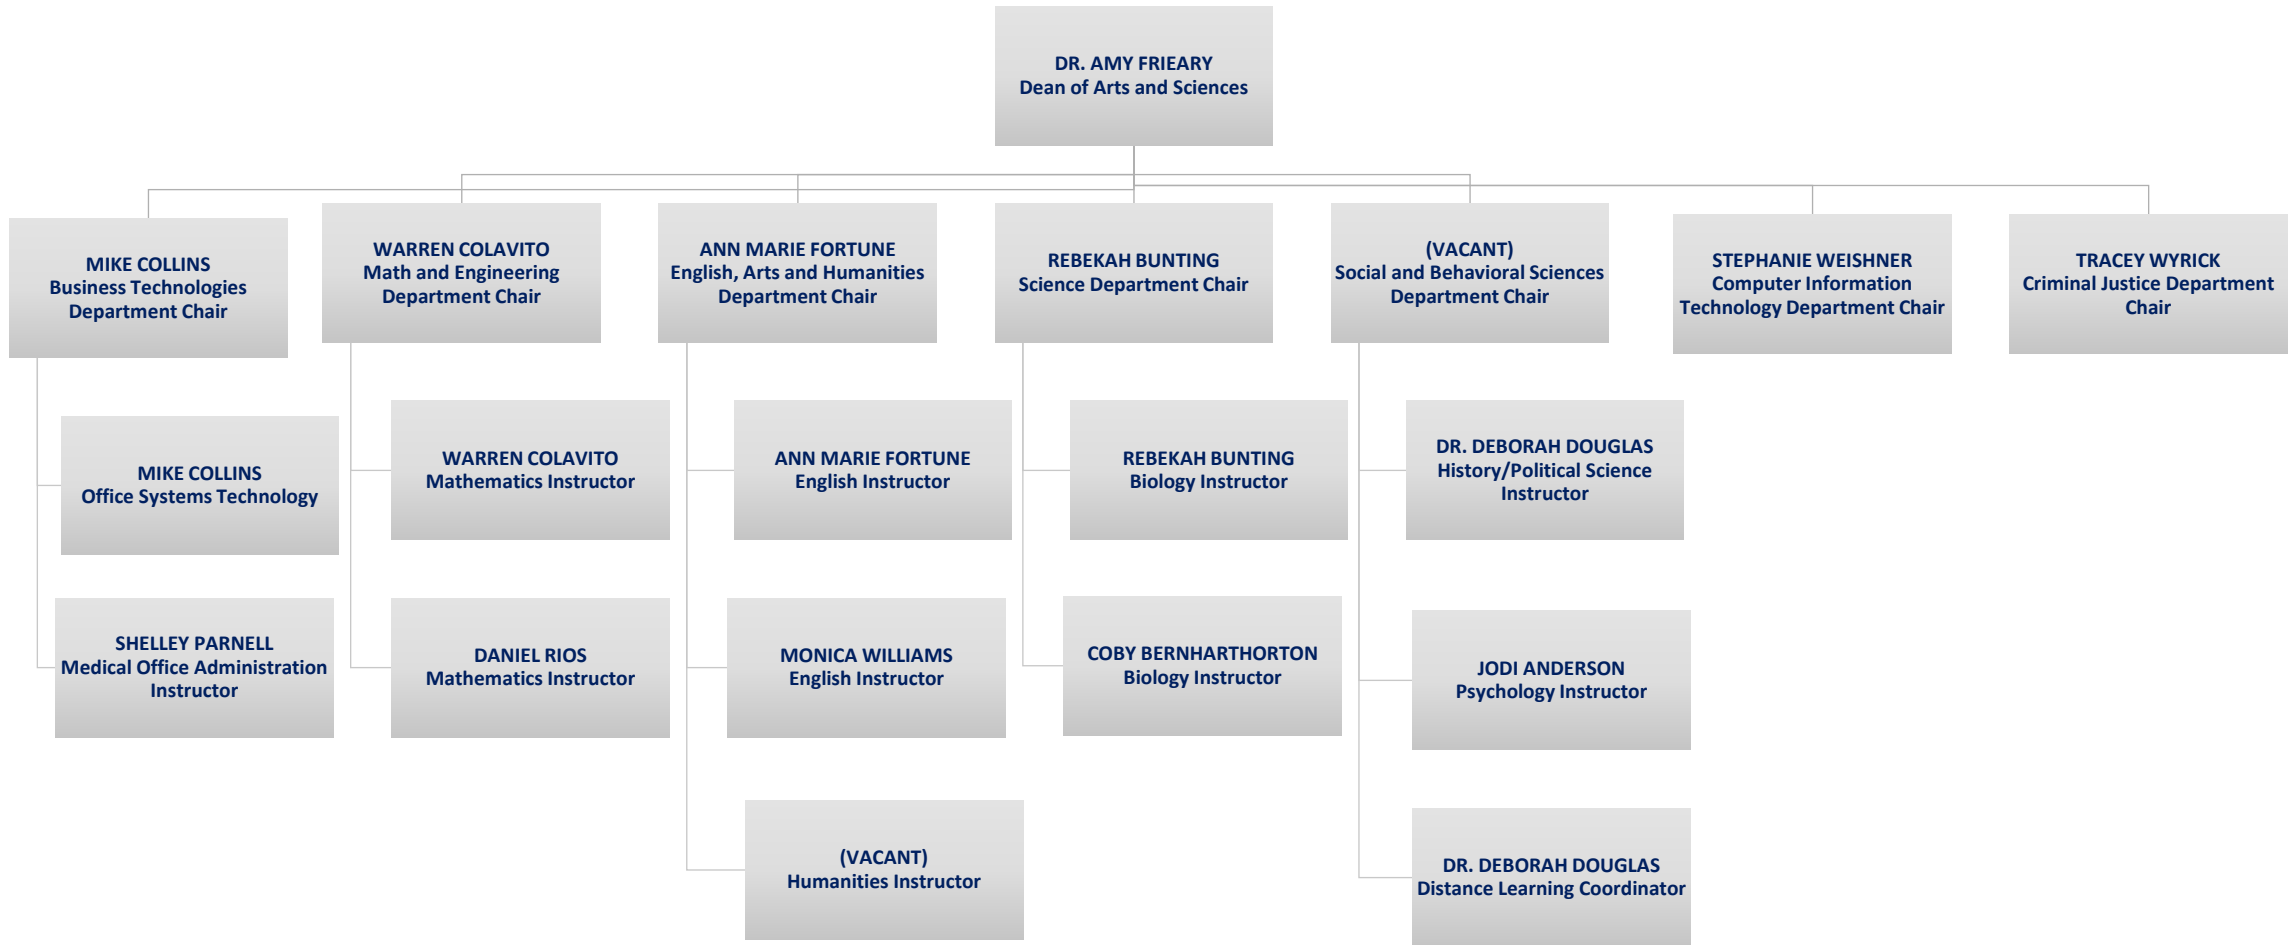 DR. AMY FRIEARY
Dean of Arts and Sciences
MIKE COLLINS
Business Technologies
Department Chair
WARREN COLAVITO
Math and Engineering
Department Chair
ANN MARIE FORTUNE
English, Arts and Humanities
Department Chair
REBEKAH BUNTING
Science Department Chair
(VACANT)
Social and Behavioral Sciences
Department Chair
STEPHANIE WEISHNER
Computer Information
Technology Department Chair
TRACEY WYRICK
Criminal Justice Department
Chair
MIKE COLLINS
Office Systems Technology
WARREN COLAVITO
Mathematics Instructor
ANN MARIE FORTUNE
English Instructor
REBEKAH BUNTING
Biology Instructor
DR. DEBORAH DOUGLAS
History/Political Science
Instructor
SHELLEY PARNELL
Medical Office Administration
Instructor
DANIEL RIOS
Mathematics Instructor
MONICA WILLIAMS
English Instructor
COBY BERNHARTHORTON
Biology Instructor
JODI ANDERSON
Psychology Instructor
(VACANT)
Humanities Instructor
DR. DEBORAH DOUGLAS
Distance Learning Coordinator